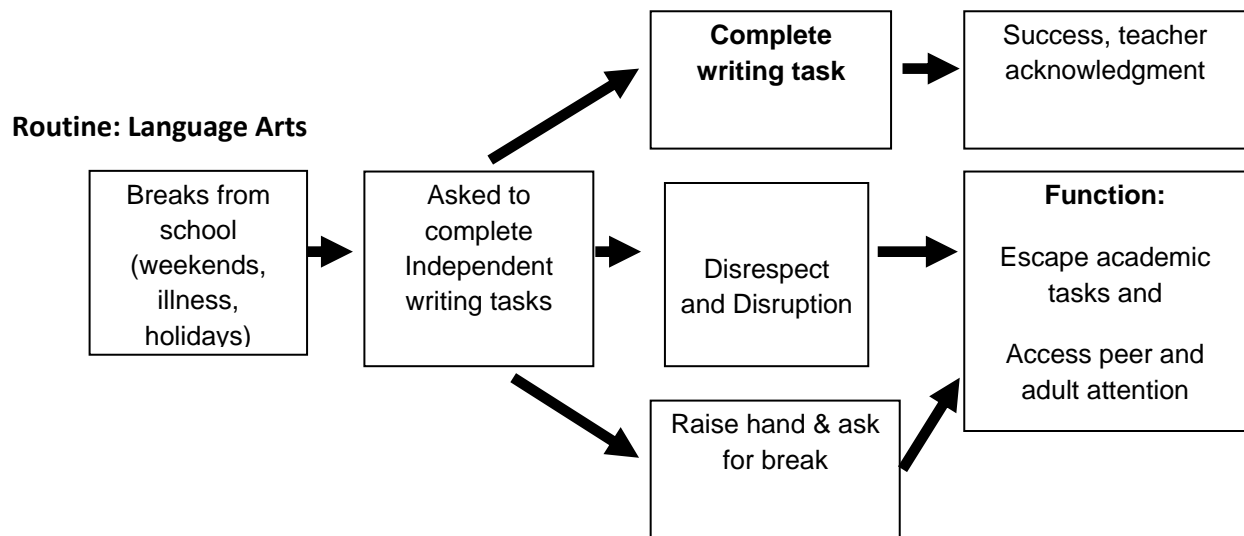 Complete
writing task
Success, teacher
acknowledgment
Routine: Language Arts
Breaks from
school
(weekends,
illness,
holidays)
Asked to
complete
Independent
writing tasks
Disrespect
and Disruption
Function:
Escape academic
tasks and
Access peer and
adult attention
Raise hand & ask
for break